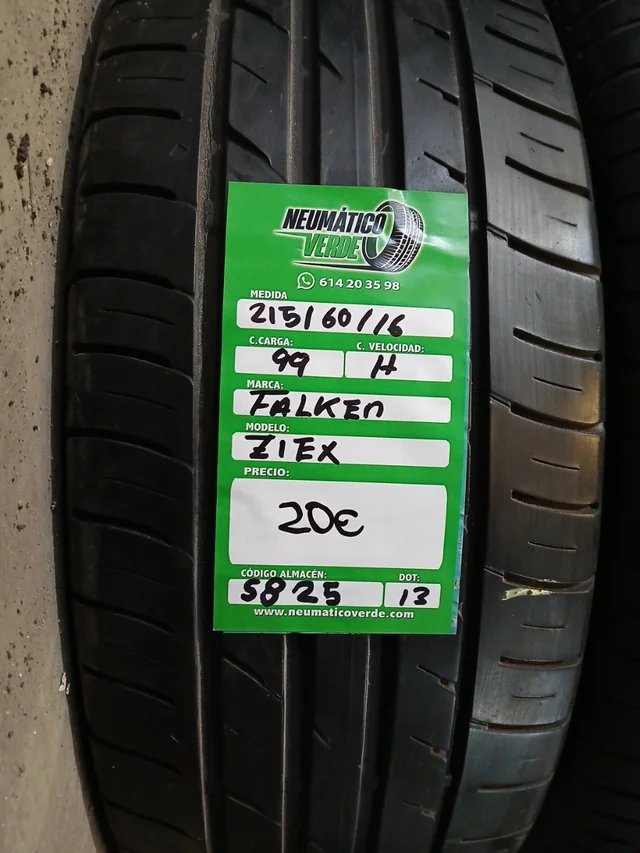 NEUMÁTICO
VERDE
614 20 35 98
MEDIDA
215/60/16
C.CARGA: C. VELOCIDAD:
99 H
MARCA:
FALKEN
MODELO:
ZIEX
PRECIO:
20€
CÓDIGO ALMACÉN: DOT:
5825 13
www.neumaticoverde.com